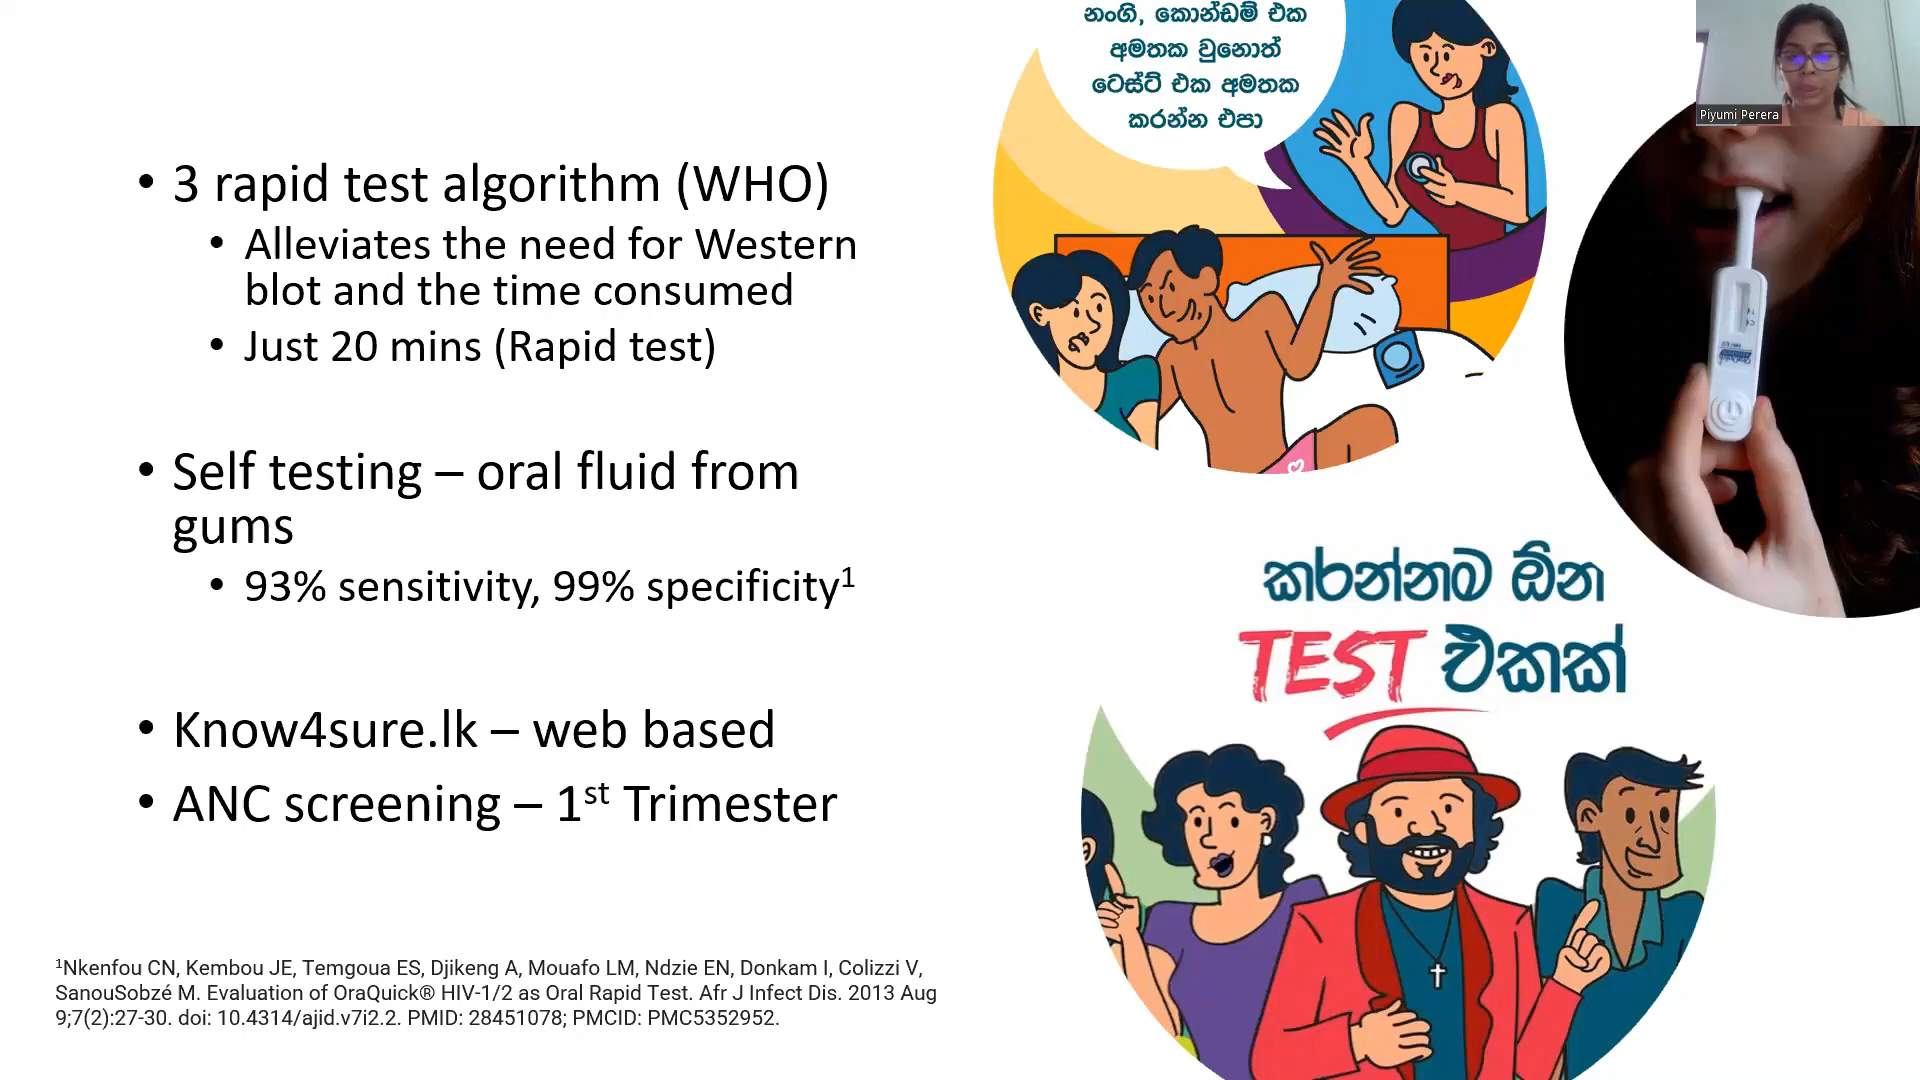 • 3 rapid test algorithm (WHO)
• Alleviates the need for Western
blot and the time consumed
• Just 20 mins (Rapid test)
• Self testing – oral fluid from
gums
• 93% sensitivity, 99% specificity¹
• Know4sure.lk – web based
• ANC screening – 1st Trimester
¹Nkenfou CN, Kembou JE, Temgoua ES, Djikeng A, Mouafo LM, Ndzie EN, Donkam I, Colizzi V,
SanouSobzé M. Evaluation of OraQuick® HIV-1/2 as Oral Rapid Test. Afr J Infect Dis. 2013 Aug
9;7(2):27-30. doi: 10.4314/ajid.v7i2.2. PMID: 28451078; PMCID: PMC5352952.
නංගි, කොන්ඩම් එක
අමතක වුනොත්
ටෙස්ට් එක අමතක
කරන්න එපා
Piyumi Perera
කරන්නම ඕන
TEST එකක්